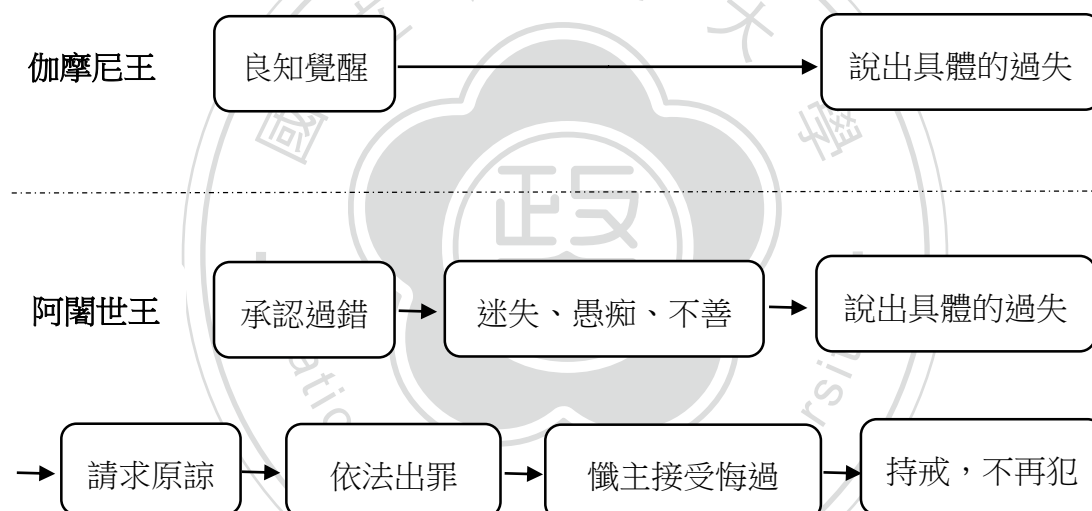 伽摩尼王 良知覺醒 說出具體的過失
阿闍世王 承認過錯 迷失、愚痴、不善 說出具體的過失
請求原諒 依法出罪 懺主接受悔過 持戒，不再犯